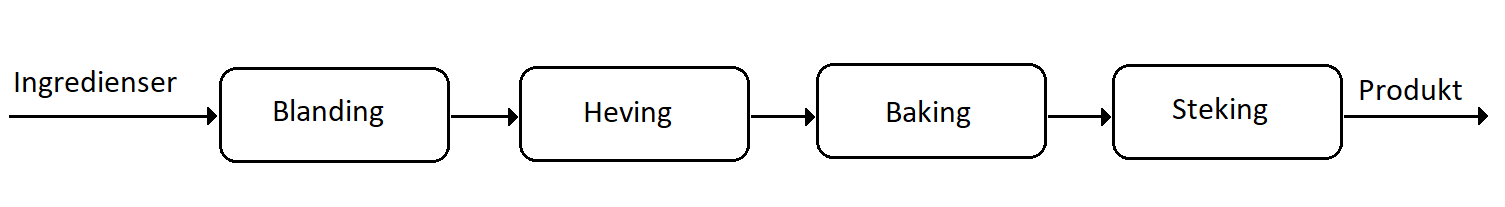 Ingredienser
Blanding
Heving
Baking
Steking
Produkt